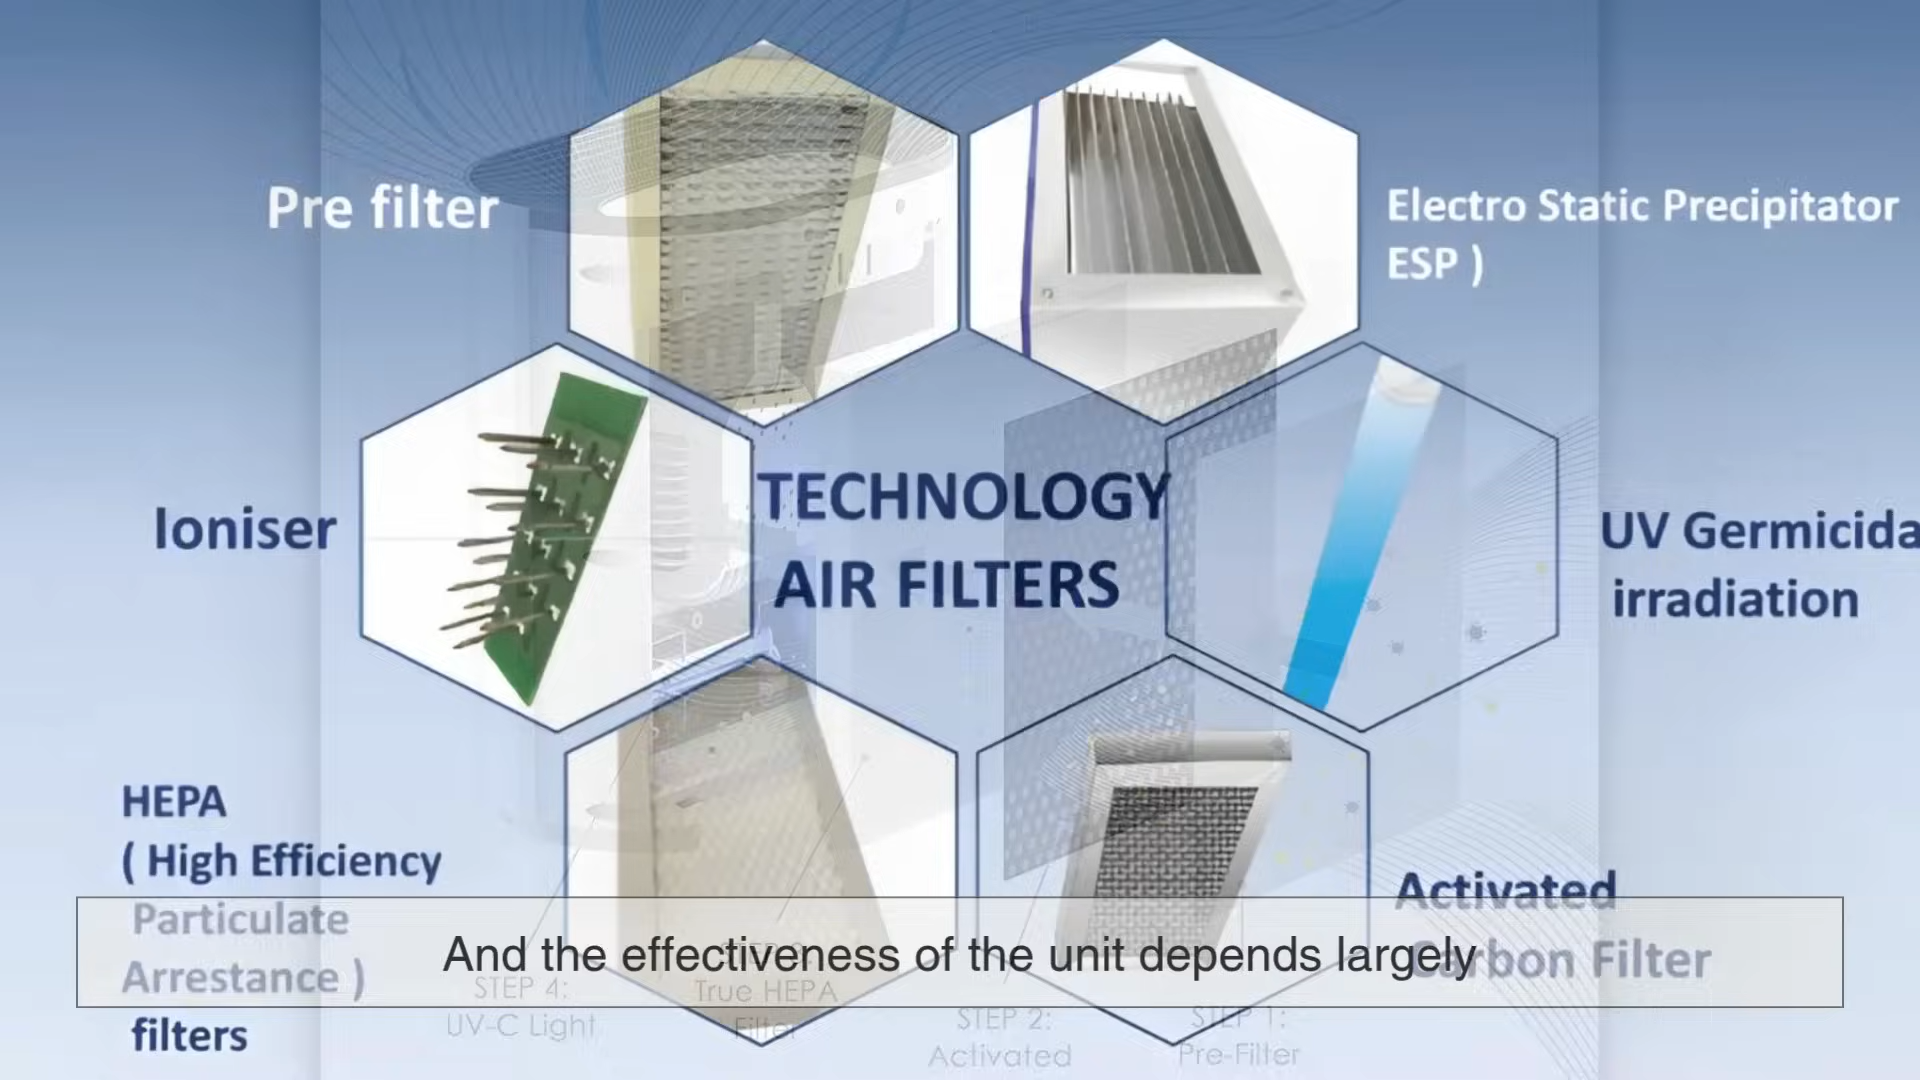 Pre filter
Electro Static Precipitator
ESP )
Ioniser
TECHNOLOGY
AIR FILTERS
UV Germicida
irradiation
HEPA
( High Efficiency
Particulate
Arrestance )
filters
Activated
Carbon Filter
And the effectiveness of the unit depends largely
STEP 4:
UV-C Light
STEP 3:
True HEPA
Filter
STEP 2:
Activated
STEP 1:
Pre-Filter